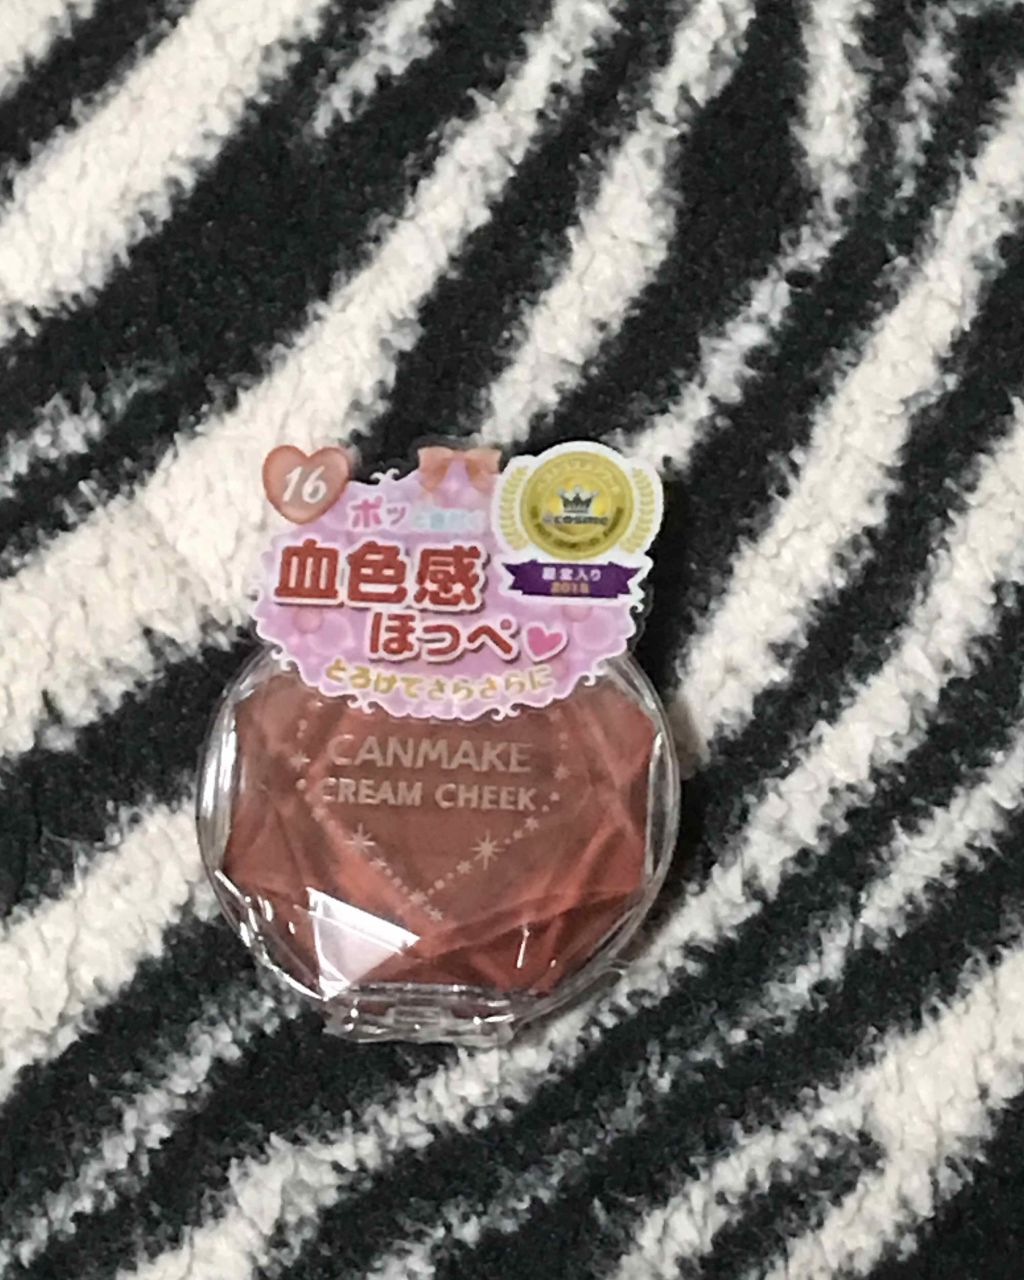 16
ポッ
@cosme
殿堂入り
血色感
ほっぺ
とろけてさらさらに
CANMAKE
CREAM CHEEK